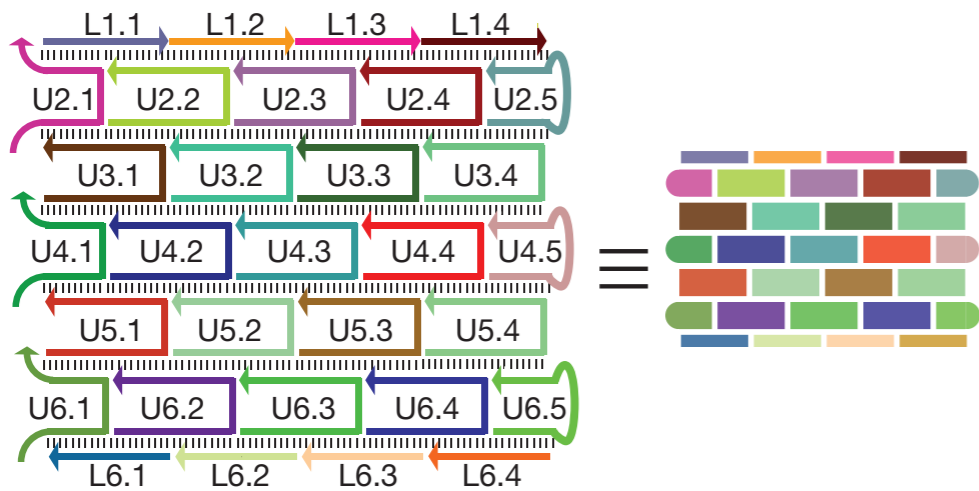 L1.1 L1.2 L1.3 L1.4
U2.1 U2.2 U2.3 U2.4 U2.5
U3.1 U3.2 U3.3 U3.4
U4.1 U4.2 U4.3 U4.4 U4.5
U5.1 U5.2 U5.3 U5.4
U6.1 U6.2 U6.3 U6.4 U6.5
L6.1 L6.2 L6.3 L6.4